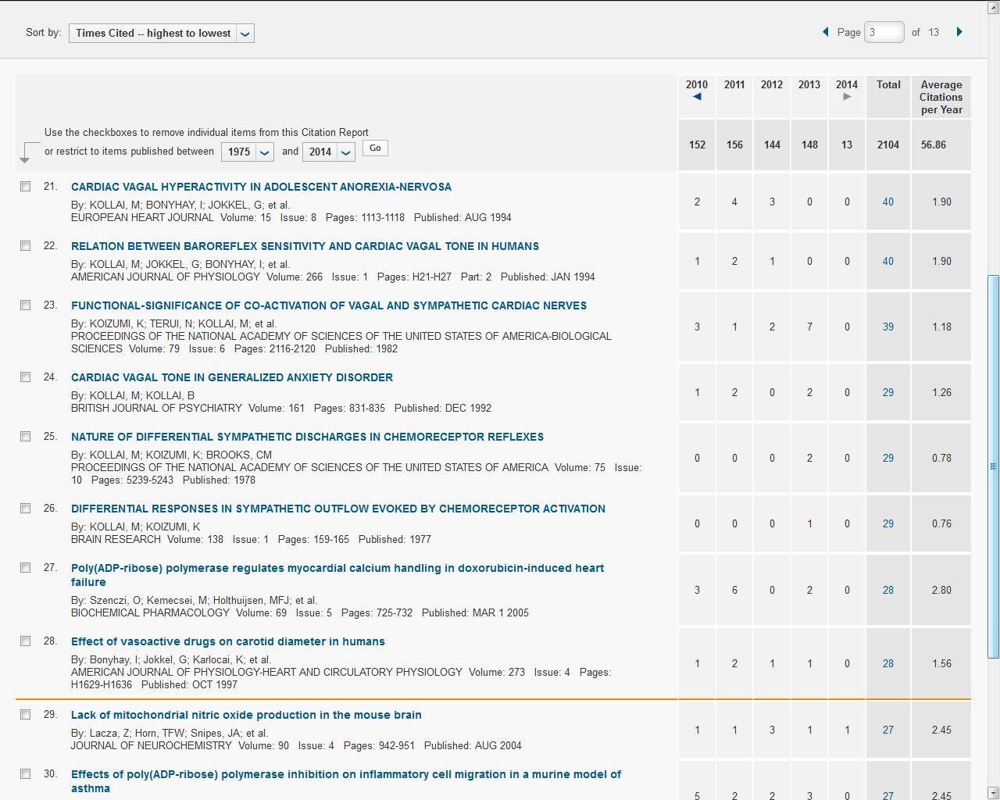 Sort by: Times Cited -- highest to lowest Page 3 of 13
2010 2011 2012 2013 2014 Total Average Citations per Year
Use the checkboxes to remove individual items from this Citation Report
or restrict to items published between 1975 and 2014 Go
152 156 144 148 13 2104 56.86
21. CARDIAC VAGAL HYPERACTIVITY IN ADOLESCENT ANOREXIA-NERVOSA
By: KOLLAI, M; BONYHAY, I; JOKKEL, G; et al.
EUROPEAN HEART JOURNAL Volume: 15 Issue: 8 Pages: 1113-1118 Published: AUG 1994
2 4 3 0 0 40 1.90
22. RELATION BETWEEN BAROREFLEX SENSITIVITY AND CARDIAC VAGAL TONE IN HUMANS
By: KOLLAI, M; JOKKEL, G; BONYHAY, I; et al.
AMERICAN JOURNAL OF PHYSIOLOGY Volume: 266 Issue: 1 Pages: H21-H27 Part: 2 Published: JAN 1994
1 2 1 0 0 40 1.90
23. FUNCTIONAL-SIGNIFICANCE OF CO-ACTIVATION OF VAGAL AND SYMPATHETIC CARDIAC NERVES
By: KOIZUMI, K; TERUI, N; KOLLAI, M; et al.
PROCEEDINGS OF THE NATIONAL ACADEMY OF SCIENCES OF THE UNITED STATES OF AMERICA-BIOLOGICAL
SCIENCES Volume: 79 Issue: 6 Pages: 2116-2120 Published: 1982
3 1 2 7 0 39 1.18
24. CARDIAC VAGAL TONE IN GENERALIZED ANXIETY DISORDER
By: KOLLAI, M; KOLLAI, B
BRITISH JOURNAL OF PSYCHIATRY Volume: 161 Pages: 831-835 Published: DEC 1992
1 2 0 2 0 29 1.26
25. NATURE OF DIFFERENTIAL SYMPATHETIC DISCHARGES IN CHEMORECEPTOR REFLEXES
By: KOLLAI, M; KOIZUMI, K; BROOKS, CM
PROCEEDINGS OF THE NATIONAL ACADEMY OF SCIENCES OF THE UNITED STATES OF AMERICA Volume: 75 Issue:
10 Pages: 5239-5243 Published: 1978
0 0 0 2 0 29 0.78
26. DIFFERENTIAL RESPONSES IN SYMPATHETIC OUTFLOW EVOKED BY CHEMORECEPTOR ACTIVATION
By: KOLLAI, M; KOIZUMI, K
BRAIN RESEARCH Volume: 138 Issue: 1 Pages: 159-165 Published: 1977
0 0 0 1 0 29 0.76
27. Poly(ADP-ribose) polymerase regulates myocardial calcium handling in doxorubicin-induced heart
failure
By: Szenczi, O; Kemecsei, M; Holthuijsen, MFJ; et al.
BIOCHEMICAL PHARMACOLOGY Volume: 69 Issue: 5 Pages: 725-732 Published: MAR 1 2005
3 6 0 2 0 28 2.80
28. Effect of vasoactive drugs on carotid diameter in humans
By: Bonyhay, I; Jokkel, G; Karlocai, K; et al.
AMERICAN JOURNAL OF PHYSIOLOGY-HEART AND CIRCULATORY PHYSIOLOGY Volume: 273 Issue: 4 Pages:
H1629-H1636 Published: OCT 1997
1 2 1 1 0 28 1.56
29. Lack of mitochondrial nitric oxide production in the mouse brain
By: Lacza, Z; Horn, TFW; Snipes, JA; et al.
JOURNAL OF NEUROCHEMISTRY Volume: 90 Issue: 4 Pages: 942-951 Published: AUG 2004
1 1 3 1 1 27 2.45
30. Effects of poly(ADP-ribose) polymerase inhibition on inflammatory cell migration in a murine model of
asthma
5 2 2 3 0 27 2.45